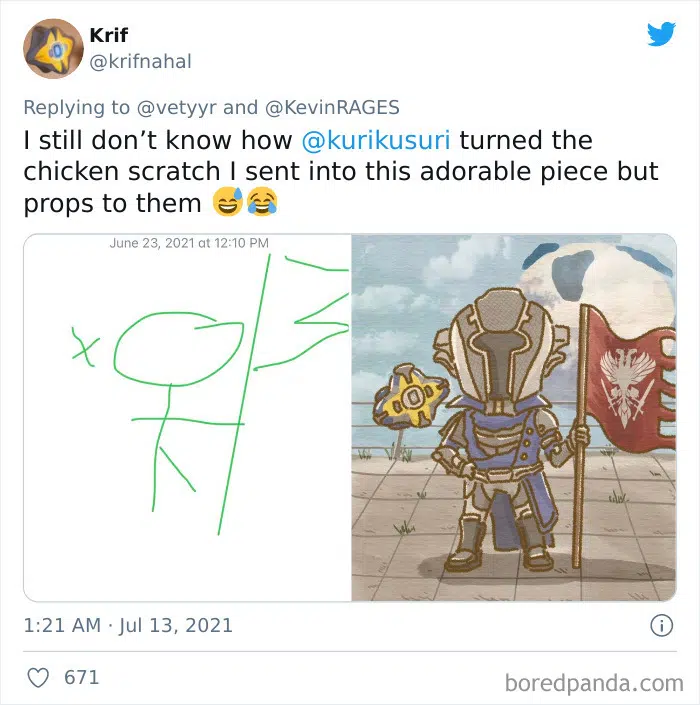 Krif
@krifnahal
Replying to @vetyyr and @KevinRAGES
I still don’t know how @kurikusuri turned the
chicken scratch I sent into this adorable piece but
props to them 😅😂
June 23, 2021 at 12:10 PM
1:21 AM · Jul 13, 2021
671
boredpanda.com